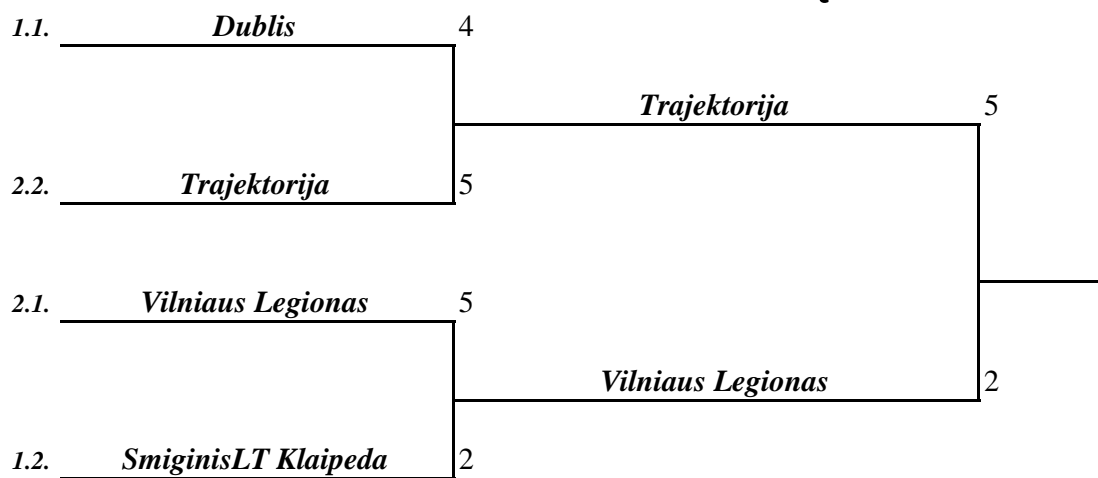 1.1. Dublis 4
Trajektorija 5
2.2. Trajektorija 5
2.1. Vilniaus Legionas 5
Vilniaus Legionas 2
1.2. SmiginisLT Klaipeda 2